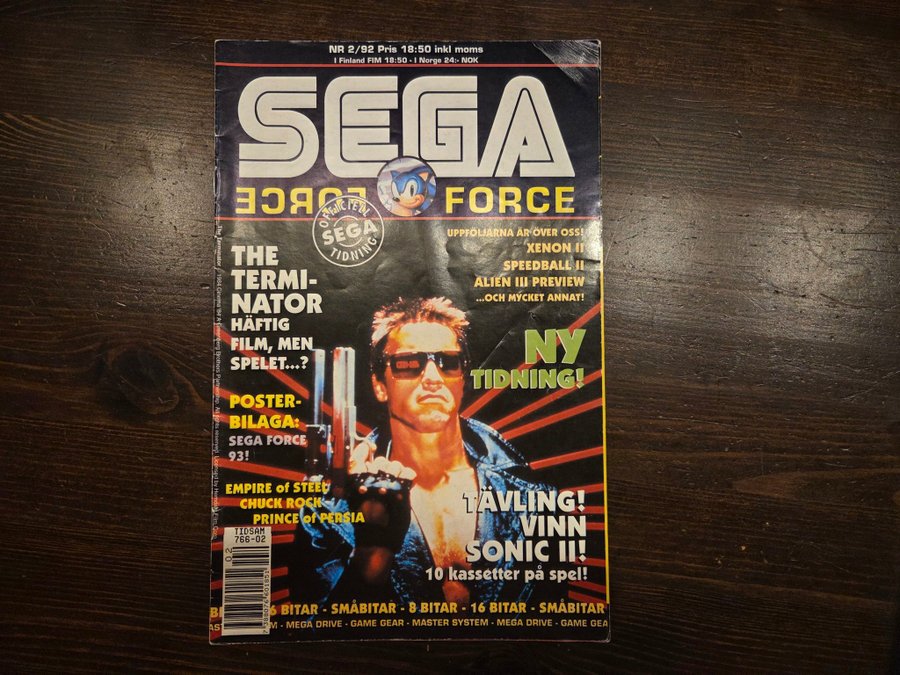 NR 2/92 Pris 18:50 inkl moms
I Finland FIM 18:50 - I Norge 24:- NOK
SEGA
FORCE FORCE
OFFICIELL
SEGA
TIDNING
UPPFÖLJARNA ÄR ÖVER OSS!
XENON II
SPEEDBALL II
ALIEN III PREVIEW
...OCH MYCKET ANNAT!
THE
TERMI-
NATOR
HÄFTIG
FILM, MEN
SPELET...?
NY
TIDNING!
POSTER-
BILAGA:
SEGA FORCE
93!
EMPIRE of STEEL
CHUCK ROCK
PRINCE of PERSIA
TÄVLING!
VINN
SONIC II!
10 kassetter på spel!
TIDSAM
766-02
02
6 BITAR - SMÅBITAR - 8 BITAR - 16 BITAR - SMÅBITAR
M - MEGA DRIVE - GAME GEAR - MASTER SYSTEM - MEGA DRIVE - GAME GEA